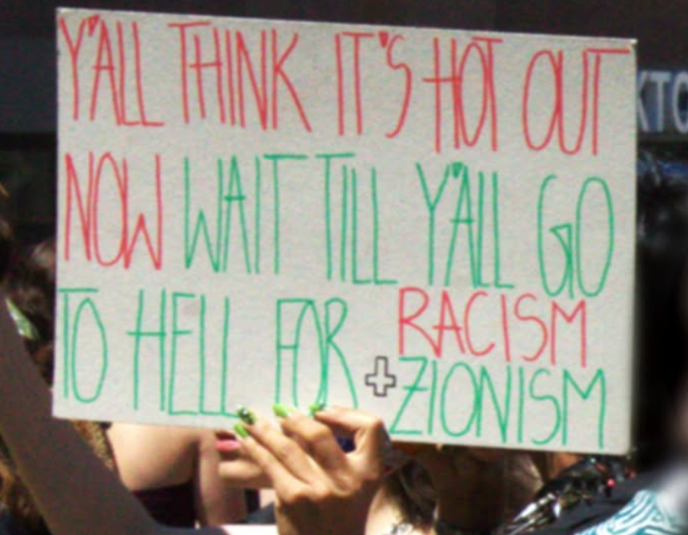 Y'ALL THINK IT'S HOT OUT
NOW WAIT TILL Y'ALL GO
TO HELL FOR RACISM
+ ZIONISM